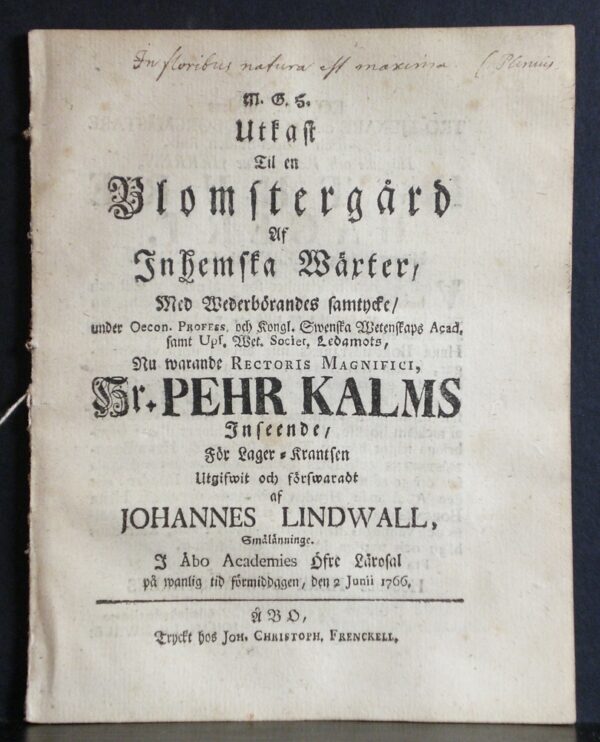 In floribus natura est maxima. (Plinius.
M. G. H.
Utkast
Til en
Blomstergård
Af
Inhemska Wäxter/
Med Wederbörandes samtycke/
under Oecon. PROFESS. och Kongl. Swenska Wetenskaps Acad.
samt Ups. Wet. Societ. Ledamots,
Nu warande RECTORIS MAGNIFICI,
Hr. PEHR KALMS
Inseende/
För Lager-Krantsen
Utgifwit och förswaradt
af
JOHANNES LINDWALL,
Smålänninge.
I Åbo Academies Öfre Lärosal
på wanlig tid förmiddagen, den 2 Junii 1766.
ÅBO,
Tryckt hos JOH. CHRISTOPH. FRENCKELL.